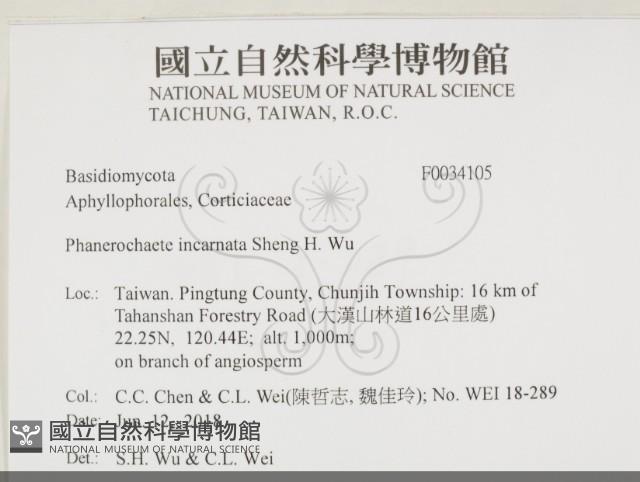 國立自然科學博物館
NATIONAL MUSEUM OF NATURAL SCIENCE
TAICHUNG, TAIWAN, R.O.C.
Basidiomycota F0034105
Aphyllophorales, Corticiaceae
Phanerochaete incarnata Sheng H. Wu
Loc.: Taiwan. Pingtung County, Chunjih Township: 16 km of
Tahanshan Forestry Road (大漢山林道16公里處)
22.25N, 120.44E; alt. 1,000m;
on branch of angiosperm
Col.: C.C. Chen & C.L. Wei(陳哲志, 魏佳玲); No. WEI 18-289
Date: Jun. 12, 2018
國立自然科學博物館
NATIONAL MUSEUM OF NATURAL SCIENCE
Det.: S.H. Wu & C.L. Wei